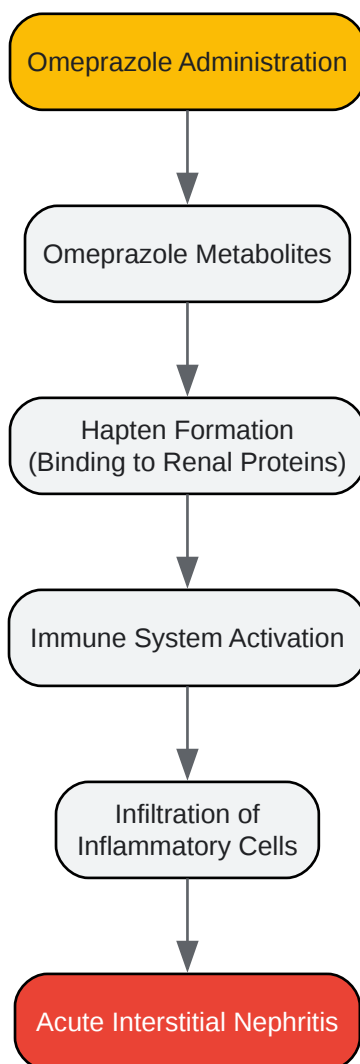 Omeprazole Administration
Omeprazole Metabolites
Hapten Formation
(Binding to Renal Proteins)
Immune System Activation
Infiltration of
Inflammatory Cells
Acute Interstitial Nephritis